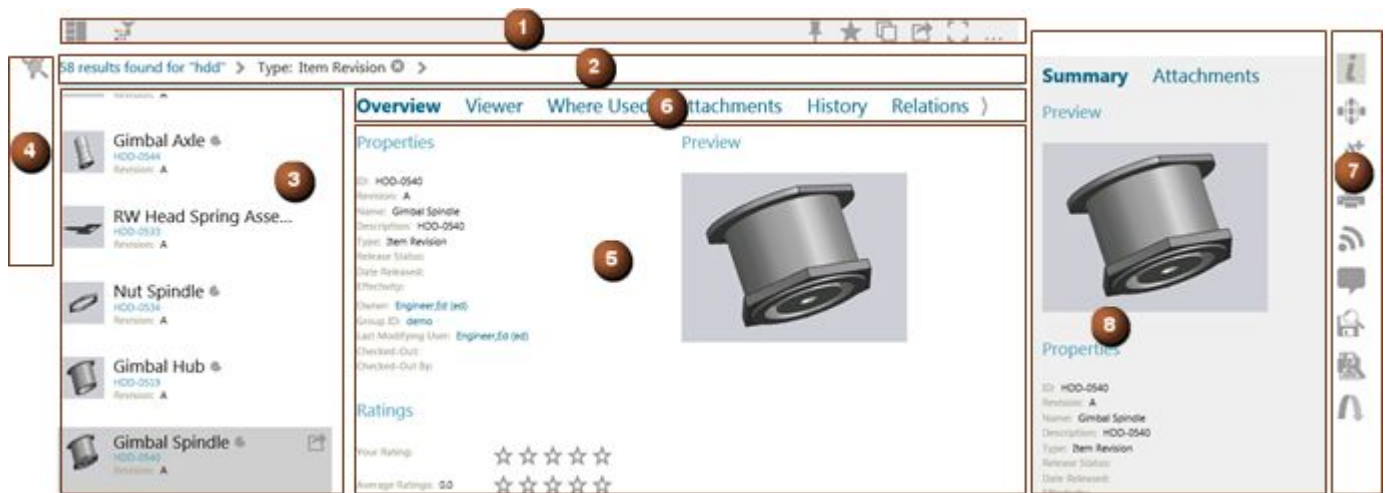 1
...
58 results found for "hdd" > Type: Item Revision >
2
4
3
Revision: A
Gimbal Axle
HDD-0544
Revision: A
RW Head Spring Asse...
HDD-0533
Revision: A
Nut Spindle
HDD-0534
Revision: A
Gimbal Hub
HDD-0519
Revision: A
Gimbal Spindle
HDD-0540
Revision: A
Overview Viewer Where Used 6 Attachments History Relations
Properties
ID: HDD-0540
Revision: A
Name: Gimbal Spindle
Description: HDD-0540
Type: Item Revision
Release Status:
Date Released:
Effectivity:
Owner: Engineer,Ed (ed)
Group ID: demo
Last Modifying User: Engineer,Ed (ed)
Checked-Out:
Checked-Out By:
5
Preview
Ratings
Your Rating:
Average Ratings: 0.0
Summary Attachments
Preview
8
Properties
ID: HDD-0540
Revision: A
Name: Gimbal Spindle
Description: HDD-0540
Type: Item Revision
Release Status:
Date Released:
Effectivity:
7